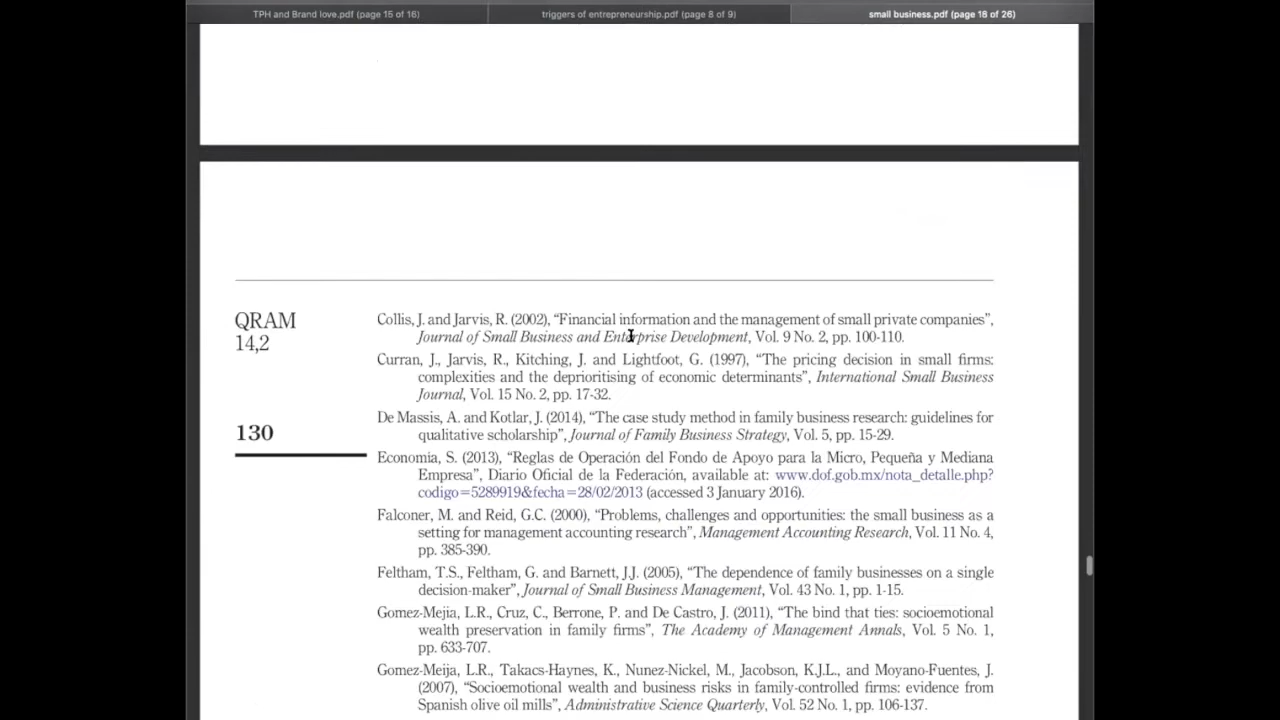 TPH and Brand love.pdf (page 15 of 16)
triggers of entrepreneurship.pdf (page 8 of 9)
small business.pdf (page 18 of 26)
QRAM
14,2
130
Collis, J. and Jarvis, R. (2002), “Financial information and the management of small private companies”,
Journal of Small Business and Enterprise Development, Vol. 9 No. 2, pp. 100-110.
Curran, J., Jarvis, R., Kitching, J. and Lightfoot, G. (1997), “The pricing decision in small firms:
complexities and the deprioritising of economic determinants”, International Small Business
Journal, Vol. 15 No. 2, pp. 17-32.
De Massis, A. and Kotlar, J. (2014), “The case study method in family business research: guidelines for
qualitative scholarship”, Journal of Family Business Strategy, Vol. 5, pp. 15-29.
Economia, S. (2013), “Reglas de Operación del Fondo de Apoyo para la Micro, Pequeña y Mediana
Empresa”, Diario Oficial de la Federación, available at: www.dof.gob.mx/nota_detalle.php?
codigo=5289919&fecha=28/02/2013 (accessed 3 January 2016).
Falconer, M. and Reid, G.C. (2000), “Problems, challenges and opportunities: the small business as a
setting for management accounting research”, Management Accounting Research, Vol. 11 No. 4,
pp. 385-390.
Feltham, T.S., Feltham, G. and Barnett, J.J. (2005), “The dependence of family businesses on a single
decision-maker”, Journal of Small Business Management, Vol. 43 No. 1, pp. 1-15.
Gomez-Mejia, L.R., Cruz, C., Berrone, P. and De Castro, J. (2011), “The bind that ties: socioemotional
wealth preservation in family firms”, The Academy of Management Annals, Vol. 5 No. 1,
pp. 633-707.
Gomez-Meija, L.R., Takacs-Haynes, K., Nunez-Nickel, M., Jacobson, K.J.L., and Moyano-Fuentes, J.
(2007), “Socioemotional wealth and business risks in family-controlled firms: evidence from
Spanish olive oil mills”, Administrative Science Quarterly, Vol. 52 No. 1, pp. 106-137.